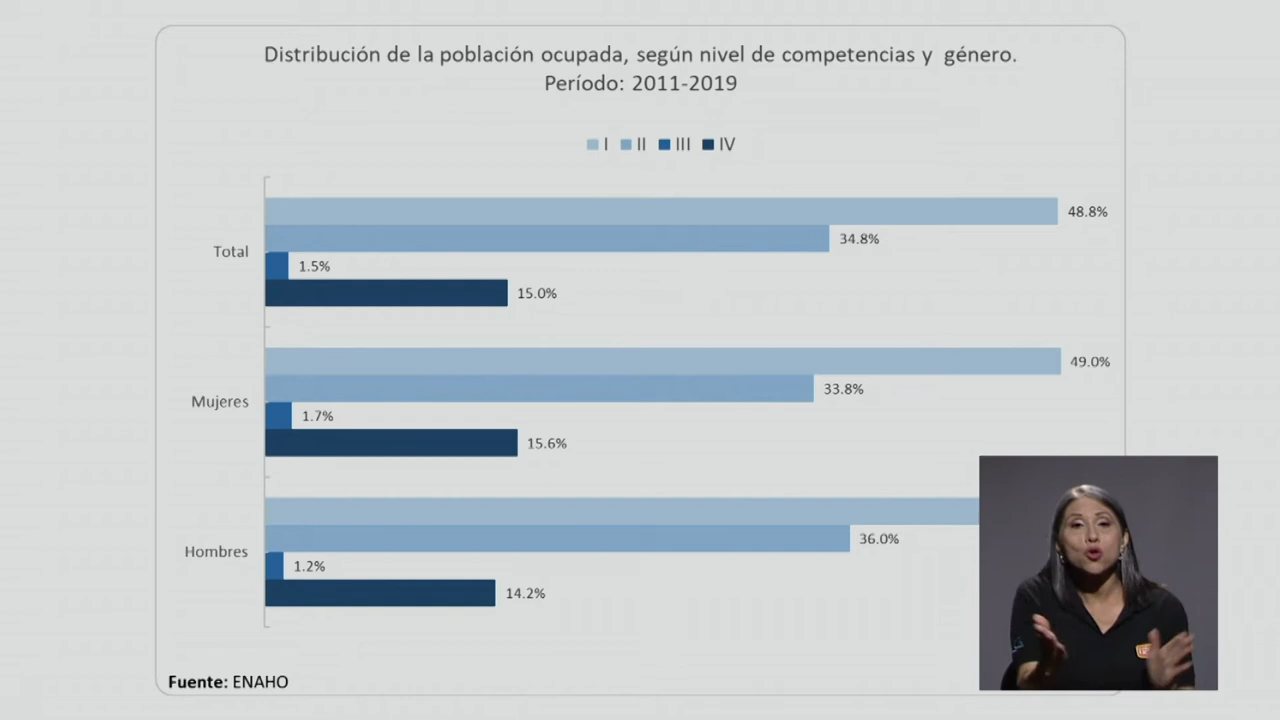 Distribución de la población ocupada, según nivel de competencias y género.
Período: 2011-2019
I II III IV
48.8%
34.8%
Total
1.5%
15.0%
49.0%
33.8%
Mujeres
1.7%
15.6%
36.0%
Hombres
1.2%
14.2%
Fuente: ENAHO